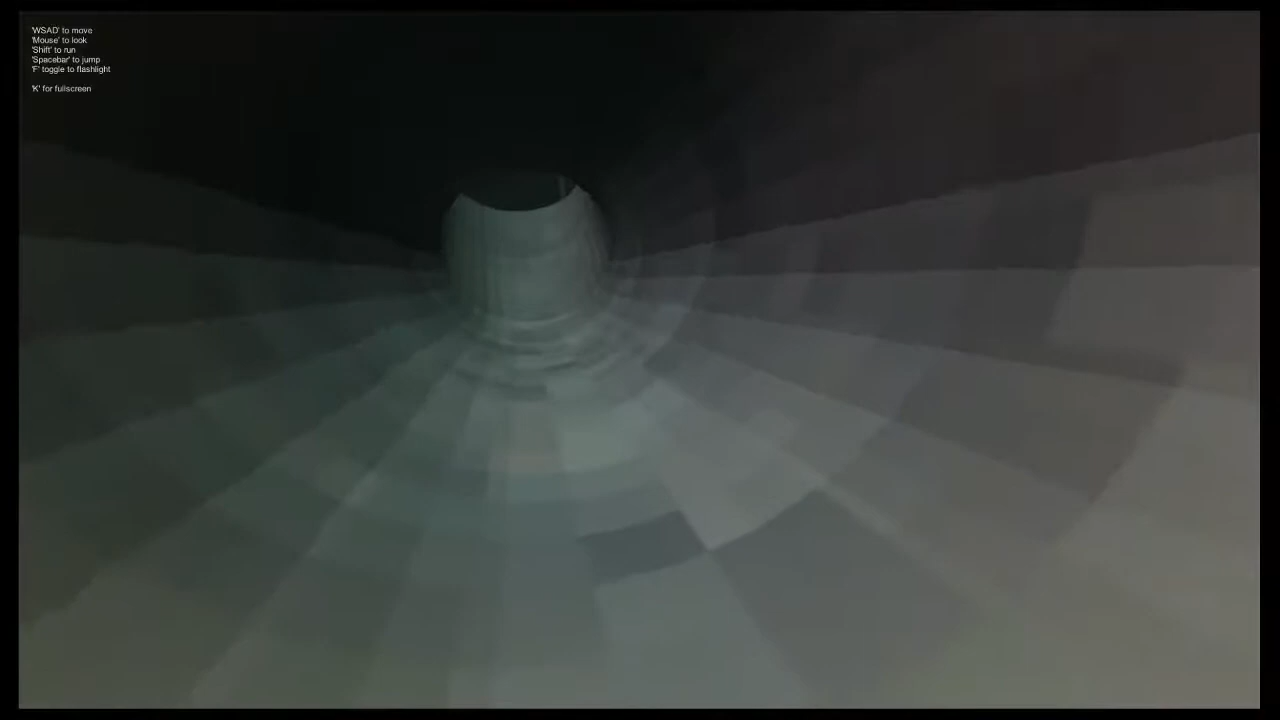 'WSAD' to move
'Mouse' to look
'Shift' to run
'Spacebar' to jump
'F' toggle to flashlight
'K' for fullscreen